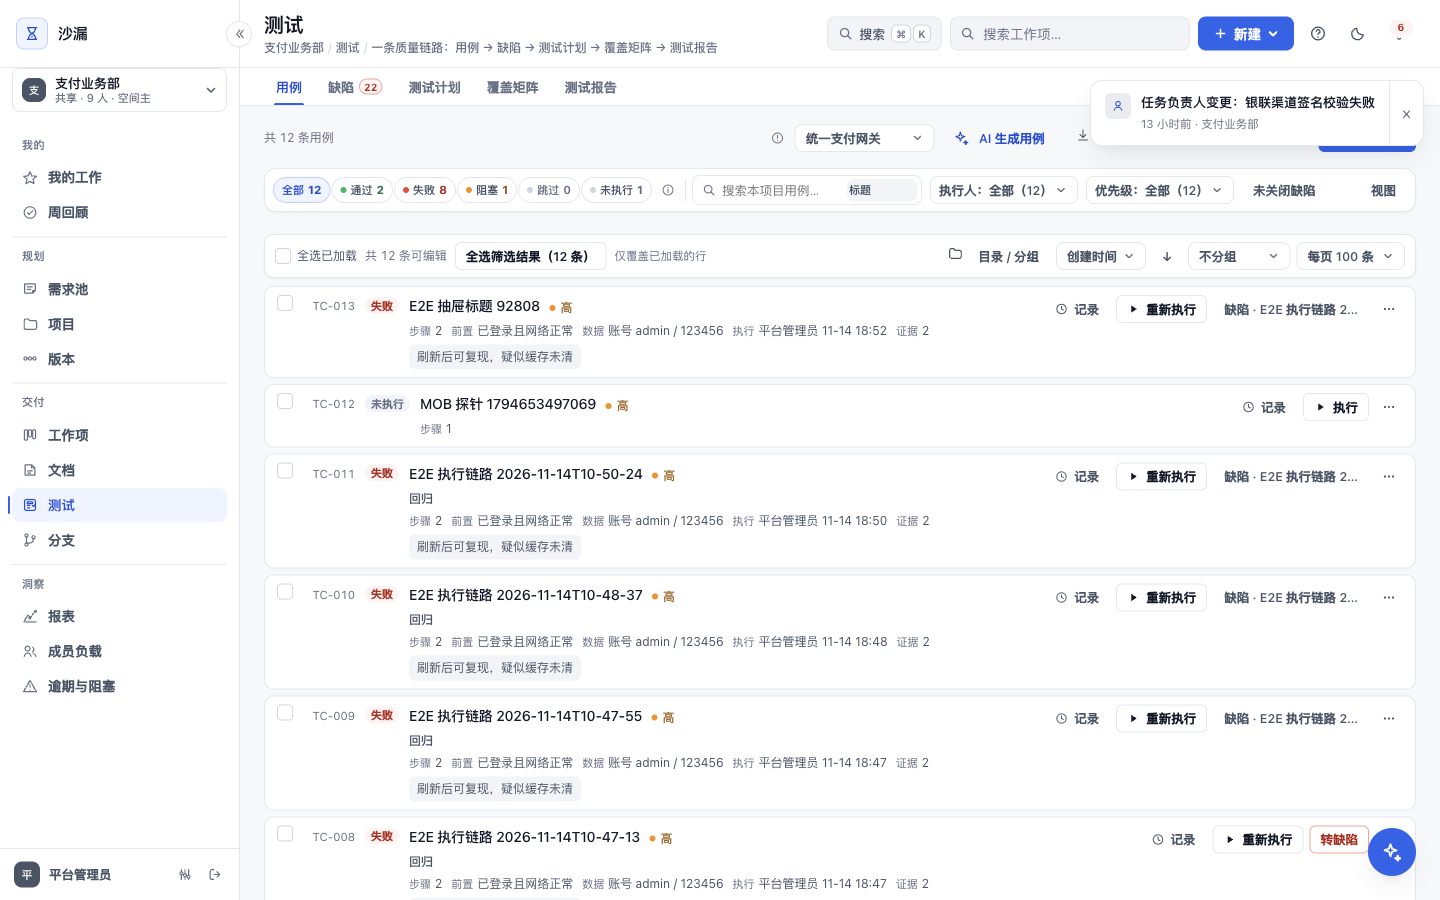 沙漏
支
支付业务部
共享 · 9 人 · 空间主
我的
我的工作
周回顾
规划
需求池
项目
版本
交付
工作项
文档
测试
分支
洞察
报表
成员负载
逾期与阻塞
平
平台管理员
测试
支付业务部 / 测试 / 一条质量链路：用例 → 缺陷 → 测试计划 → 覆盖矩阵 → 测试报告
搜索 ⌘ K
搜索工作项...
新建
6
用例 缺陷 22 测试计划 覆盖矩阵 测试报告
任务负责人变更：银联渠道签名校验失败
13 小时前 · 支付业务部
共 12 条用例
统一支付网关
AI 生成用例
全部 12 通过 2 失败 8 阻塞 1 跳过 0 未执行 1
搜索本项目用例...
标题
执行人：全部（12）
优先级：全部（12）
未关闭缺陷
视图
全选已加载 共 12 条可编辑 全选筛选结果（12 条） 仅覆盖已加载的行
目录 / 分组 创建时间 不分组 每页 100 条
TC-013 失败 E2E 抽屉标题 92808 高 记录 重新执行 缺陷 · E2E 执行链路 2...
步骤 2 前置 已登录且网络正常 数据 账号 admin / 123456 执行 平台管理员 11-14 18:52 证据 2
刷新后可复现，疑似缓存未清
TC-012 未执行 MOB 探针 1794653497069 高 记录 执行
步骤 1
TC-011 失败 E2E 执行链路 2026-11-14T10-50-24 高 记录 重新执行 缺陷 · E2E 执行链路 2...
回归
步骤 2 前置 已登录且网络正常 数据 账号 admin / 123456 执行 平台管理员 11-14 18:50 证据 2
刷新后可复现，疑似缓存未清
TC-010 失败 E2E 执行链路 2026-11-14T10-48-37 高 记录 重新执行 缺陷 · E2E 执行链路 2...
回归
步骤 2 前置 已登录且网络正常 数据 账号 admin / 123456 执行 平台管理员 11-14 18:48 证据 2
刷新后可复现，疑似缓存未清
TC-009 失败 E2E 执行链路 2026-11-14T10-47-55 高 记录 重新执行 缺陷 · E2E 执行链路 2...
回归
步骤 2 前置 已登录且网络正常 数据 账号 admin / 123456 执行 平台管理员 11-14 18:47 证据 2
刷新后可复现，疑似缓存未清
TC-008 失败 E2E 执行链路 2026-11-14T10-47-13 高 记录 重新执行 转缺陷
回归
步骤 2 前置 已登录且网络正常 数据 账号 admin / 123456 执行 平台管理员 11-14 18:47 证据 2